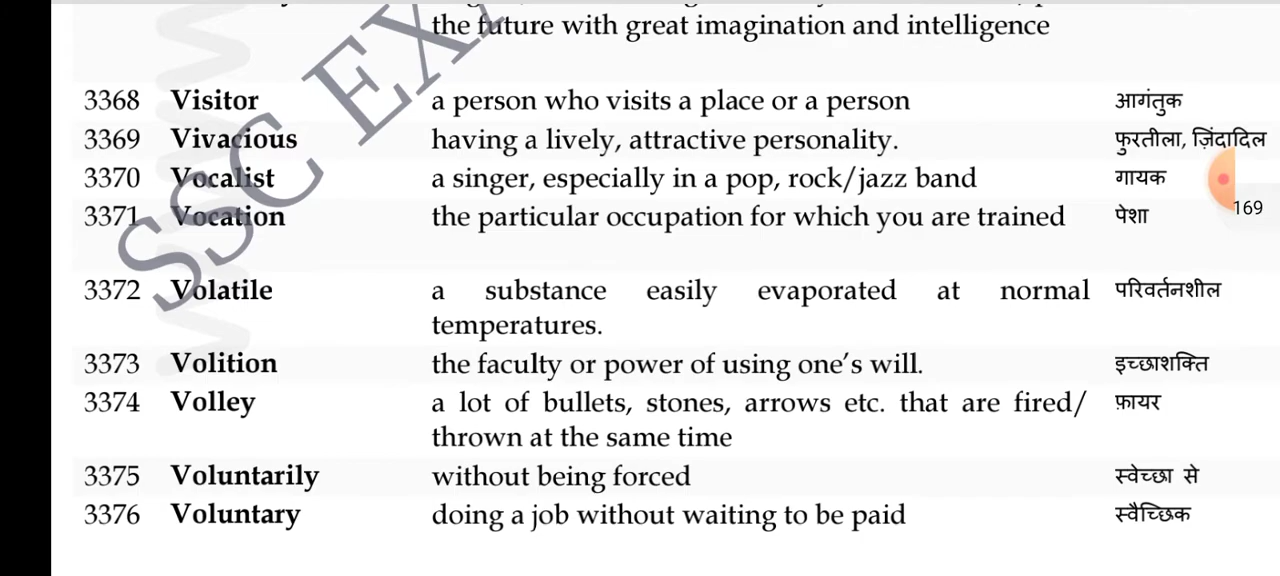 the future with great imagination and intelligence
3368 Visitor a person who visits a place or a person आगंतुक
3369 Vivacious having a lively, attractive personality. फुरतीला, ज़िंदादिल
3370 Vocalist a singer, especially in a pop, rock/jazz band गायक
169
3371 Vocation the particular occupation for which you are trained पेशा
3372 Volatile a substance easily evaporated at normal परिवर्तनशील
temperatures.
3373 Volition the faculty or power of using one's will. इच्छाशक्ति
3374 Volley a lot of bullets, stones, arrows etc. that are fired/ फ़ायर
thrown at the same time
3375 Voluntarily without being forced स्वेच्छा से
3376 Voluntary doing a job without waiting to be paid स्वैच्छिक
SSC EX